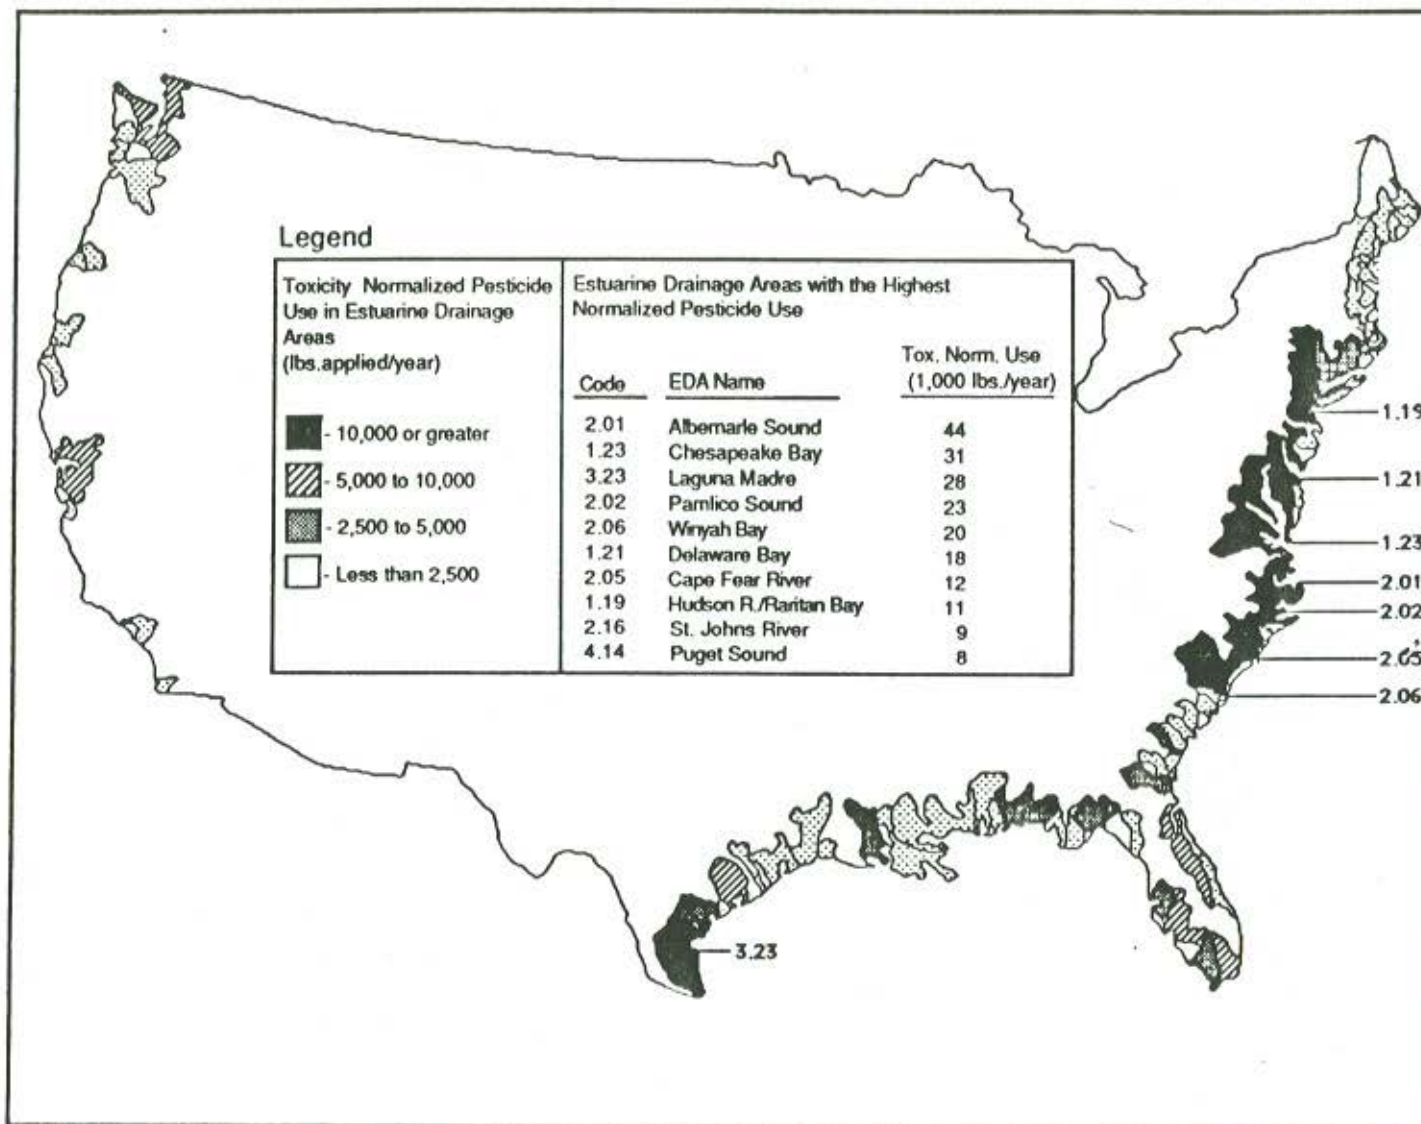 Legend
Toxicity Normalized Pesticide
Use in Estuarine Drainage
Areas
(lbs.applied/year)
- 10,000 or greater
- 5,000 to 10,000
- 2,500 to 5,000
- Less than 2,500
Estuarine Drainage Areas with the Highest
Normalized Pesticide Use
Tox. Norm. Use
Code EDA Name (1,000 lbs./year)
2.01 Albemarle Sound 44
1.23 Chesapeake Bay 31
3.23 Laguna Madre 28
2.02 Pamlico Sound 23
2.06 Winyah Bay 20
1.21 Delaware Bay 18
2.05 Cape Fear River 12
1.19 Hudson R./Raritan Bay 11
2.16 St. Johns River 9
4.14 Puget Sound 8
1.19
1.21
1.23
2.01
2.02
2.05
2.06
3.23